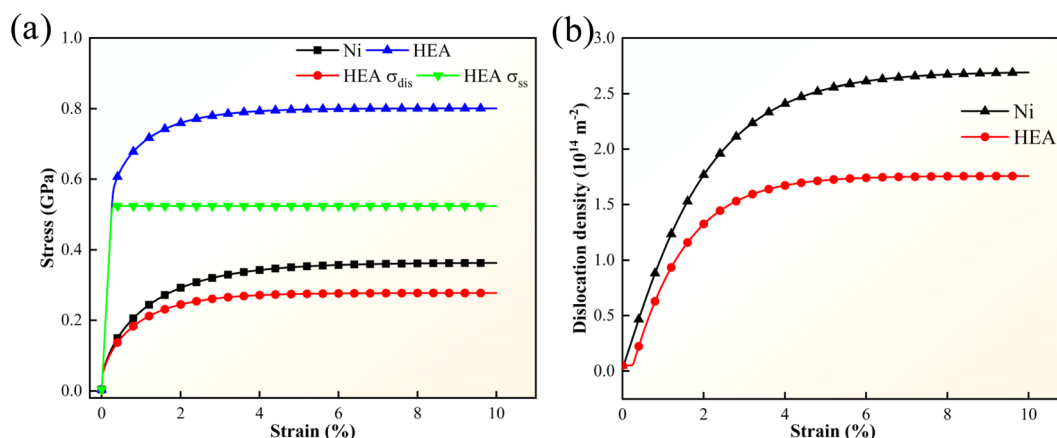 (a)
1.0
0.8
0.6
0.4
0.2
0.0
Stress (GPa)
Ni HEA
HEA σdis HEA σss
0 2 4 6 8 10
Strain (%)
(b)
3.0
2.5
2.0
1.5
1.0
0.5
0.0
Dislocation density (10¹⁴ m⁻²)
Ni
HEA
0 2 4 6 8 10
Strain (%)